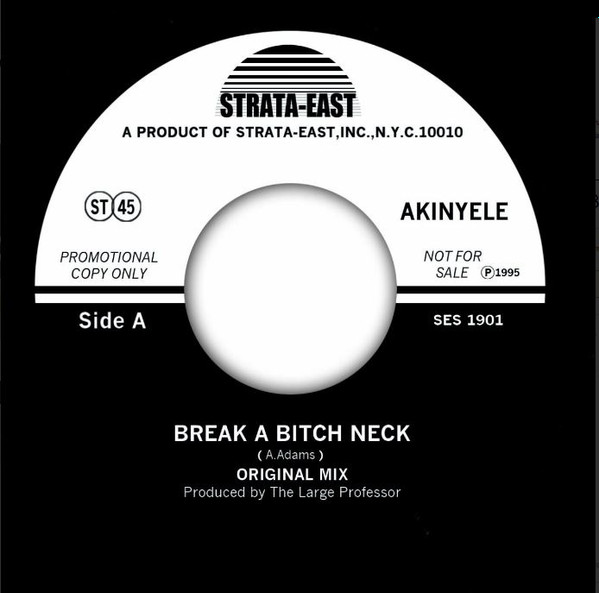 STRATA-EAST
A PRODUCT OF STRATA-EAST,INC.,N.Y.C.10010
ST 45
AKINYELE
PROMOTIONAL
COPY ONLY
NOT FOR
SALE Ⓟ1995
Side A
SES 1901
BREAK A BITCH NECK
( A.Adams )
ORIGINAL MIX
Produced by The Large Professor